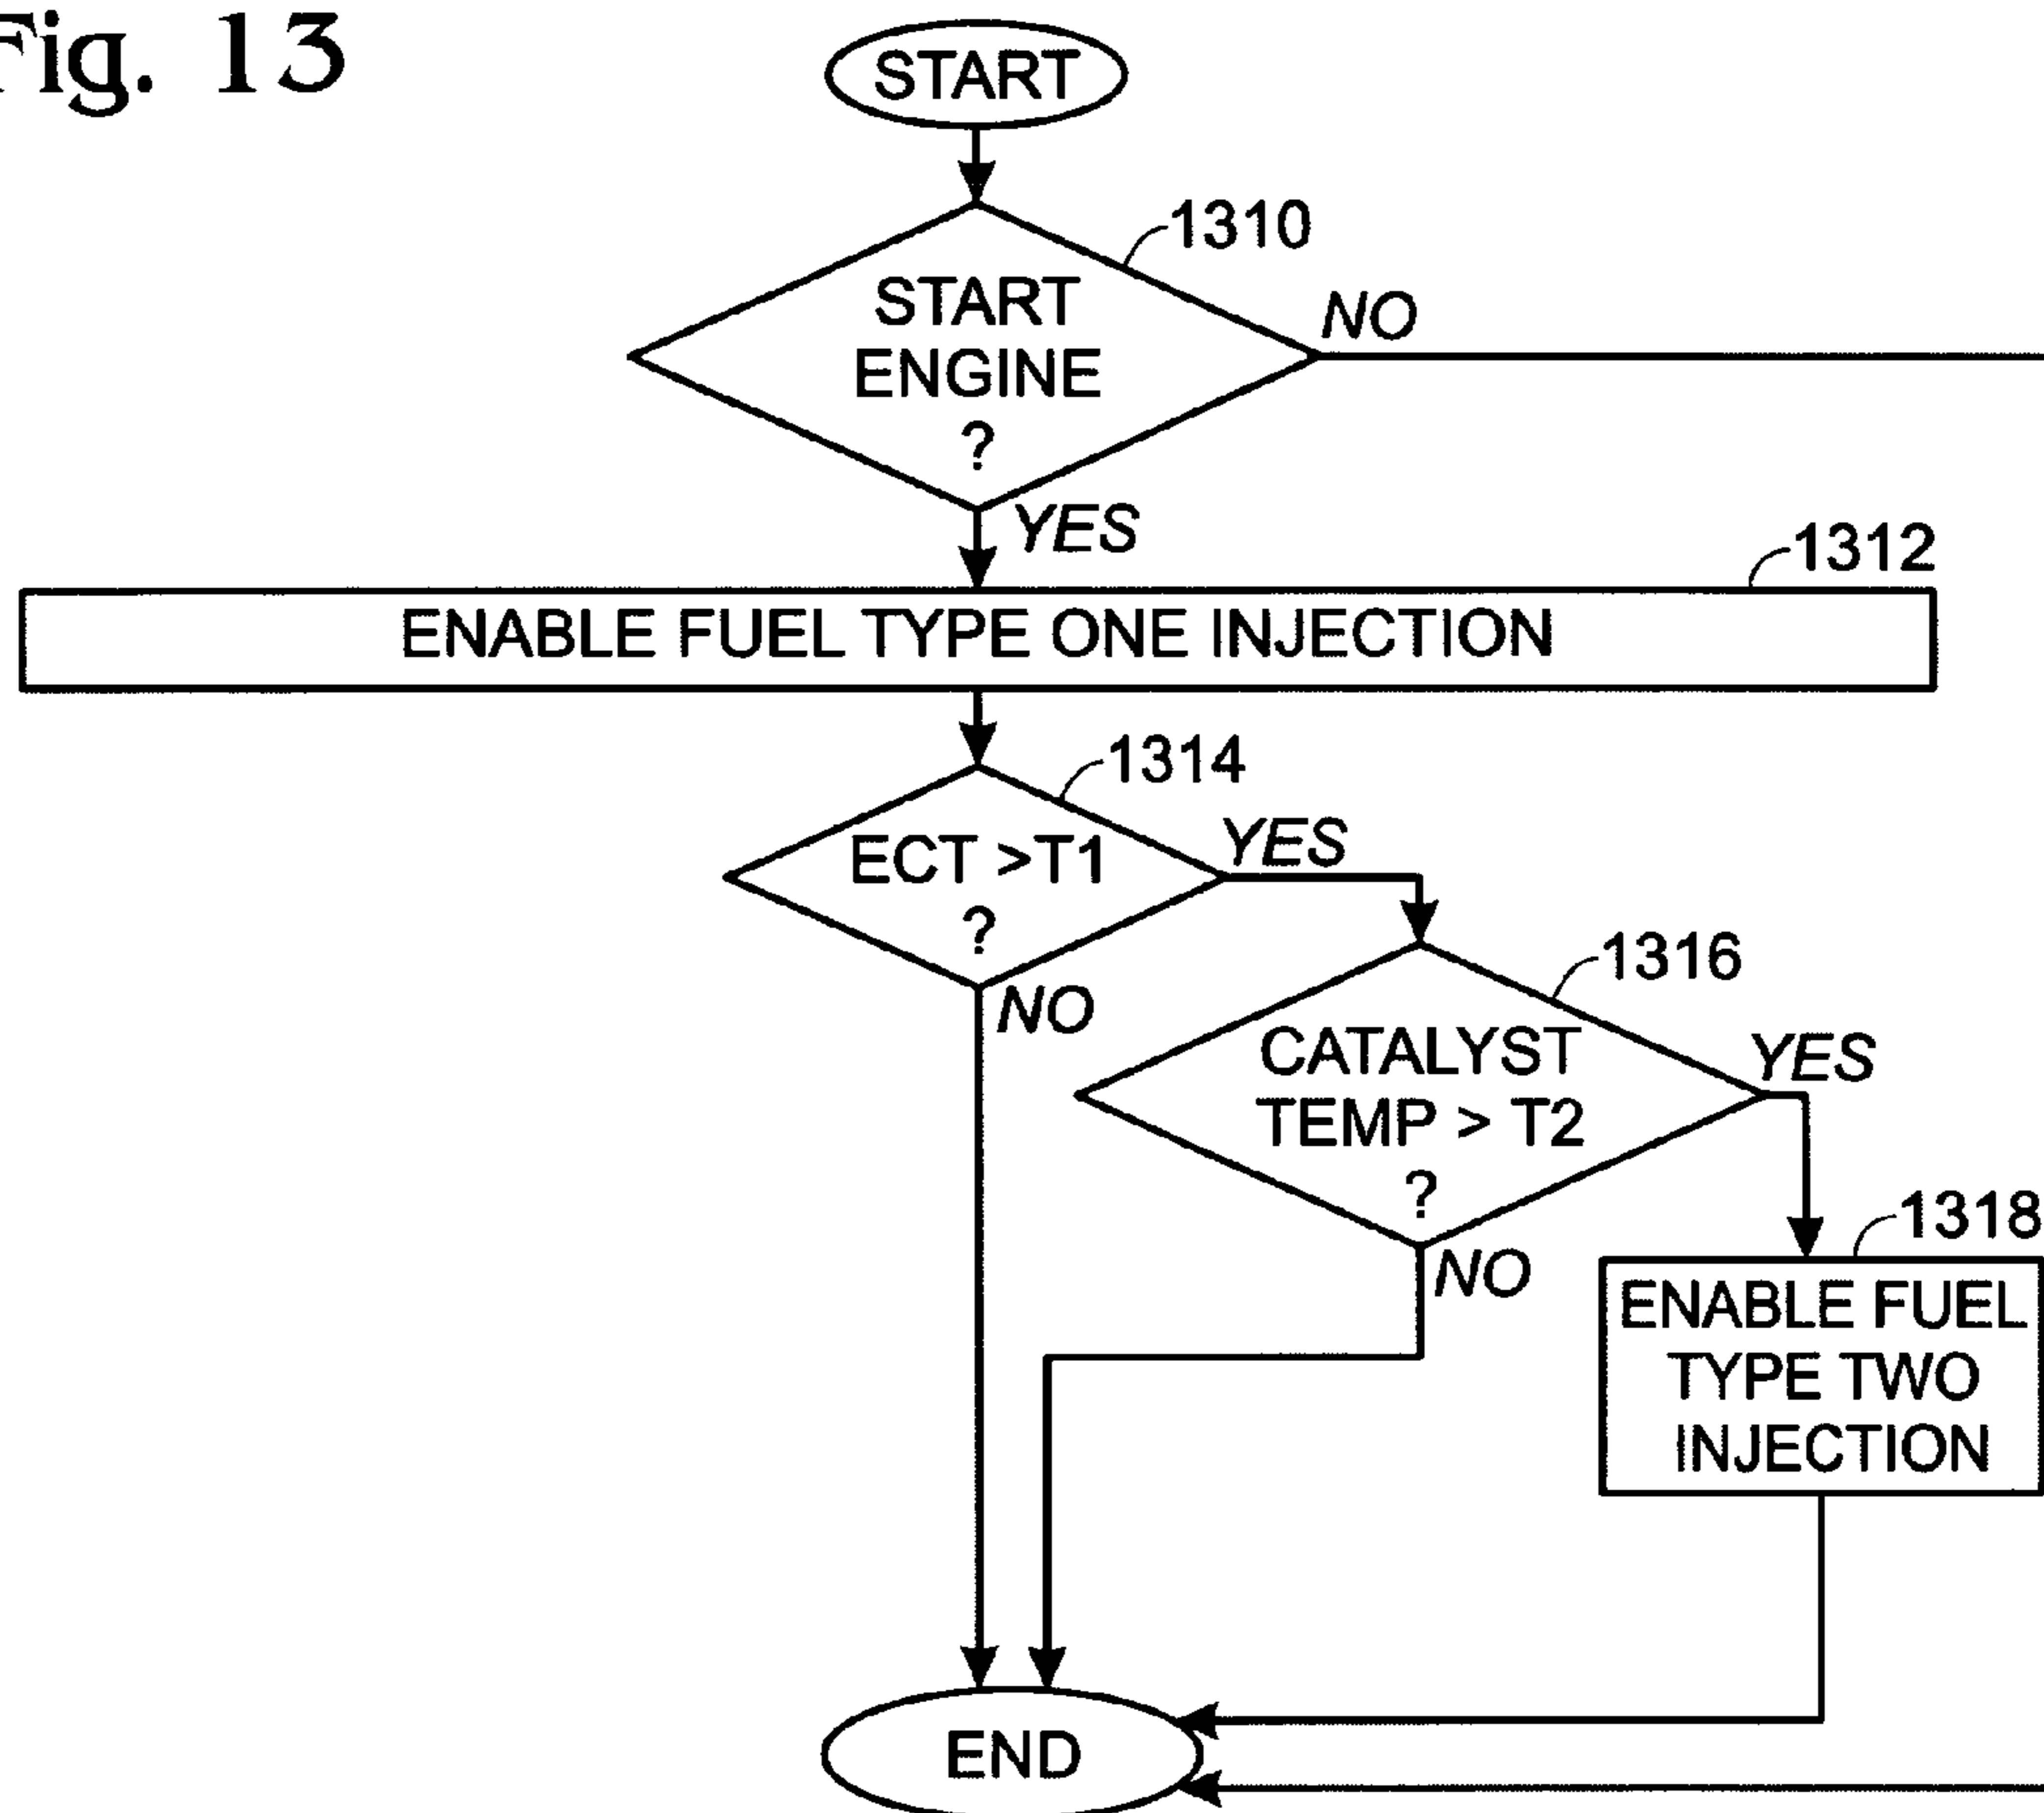 Fig. 13
START
1310
START
ENGINE
?
NO
YES
1312
ENABLE FUEL TYPE ONE INJECTION
1314
ECT >T1
?
YES
NO
1316
CATALYST
TEMP > T2
?
YES
NO
1318
ENABLE FUEL
TYPE TWO
INJECTION
END